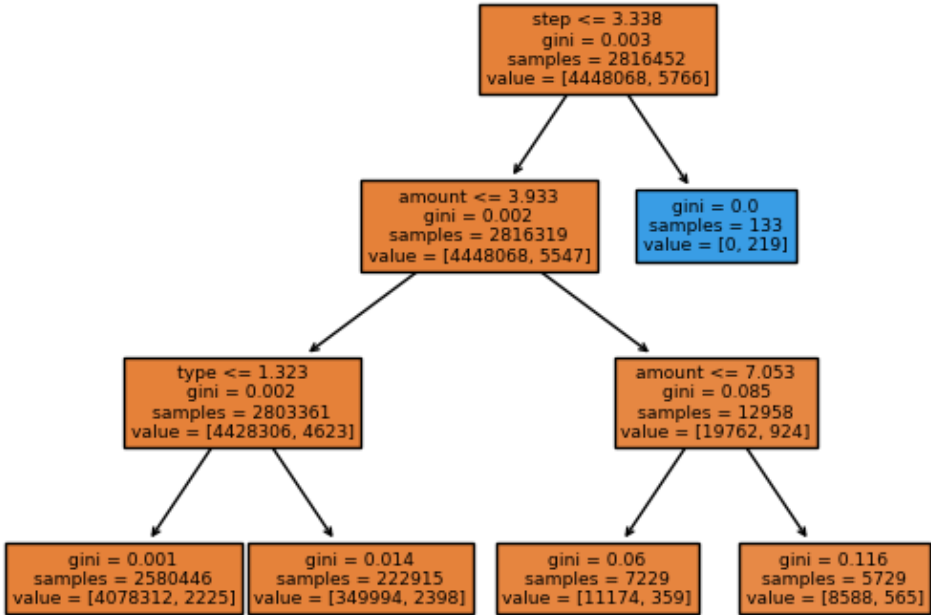 step <= 3.338
gini = 0.003
samples = 2816452
value = [4448068, 5766]
amount <= 3.933
gini = 0.002
samples = 2816319
value = [4448068, 5547]
gini = 0.0
samples = 133
value = [0, 219]
type <= 1.323
gini = 0.002
samples = 2803361
value = [4428306, 4623]
amount <= 7.053
gini = 0.085
samples = 12958
value = [19762, 924]
gini = 0.001
samples = 2580446
value = [4078312, 2225]
gini = 0.014
samples = 222915
value = [349994, 2398]
gini = 0.06
samples = 7229
value = [11174, 359]
gini = 0.116
samples = 5729
value = [8588, 565]